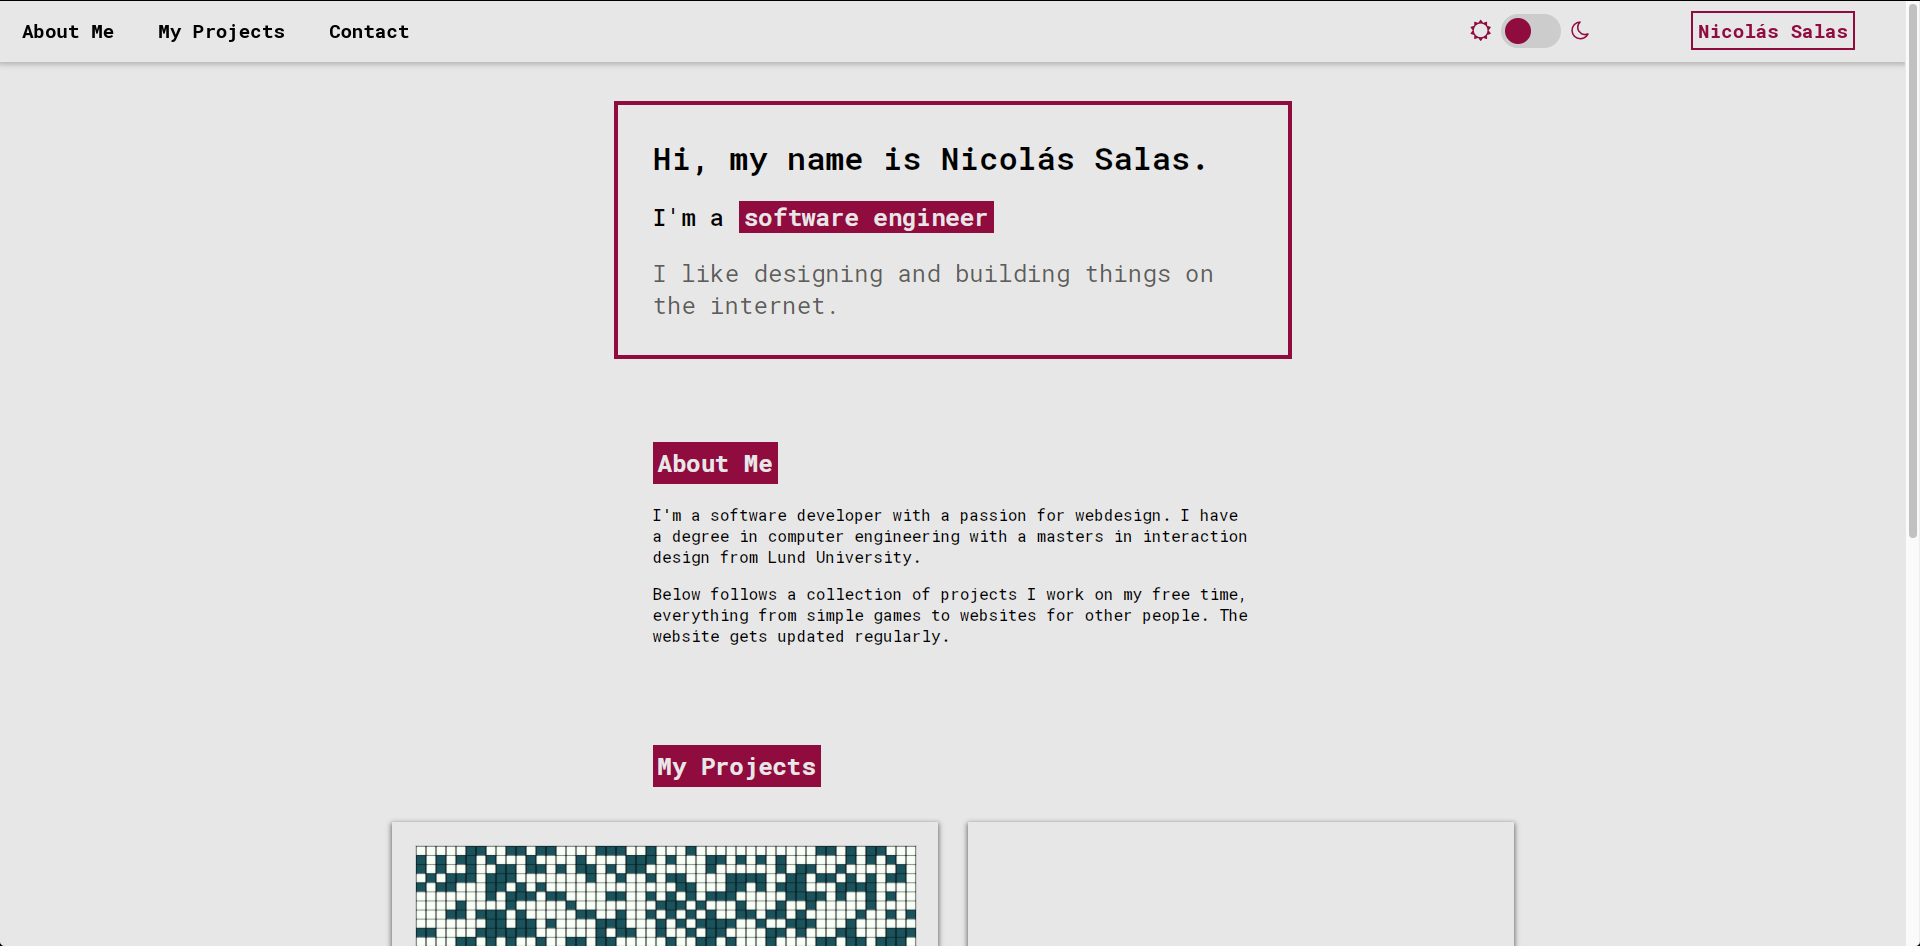 About Me
My Projects
Contact
Nicolás Salas
Hi, my name is Nicolás Salas.
I'm a software engineer
I like designing and building things on
the internet.
About Me
I'm a software developer with a passion for webdesign. I have
a degree in computer engineering with a masters in interaction
design from Lund University.
Below follows a collection of projects I work on my free time,
everything from simple games to websites for other people. The
website gets updated regularly.
My Projects